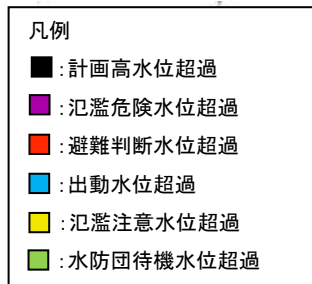 凡例
:計画高水位超過
:氾濫危険水位超過
:避難判断水位超過
:出動水位超過
:氾濫注意水位超過
:水防団待機水位超過